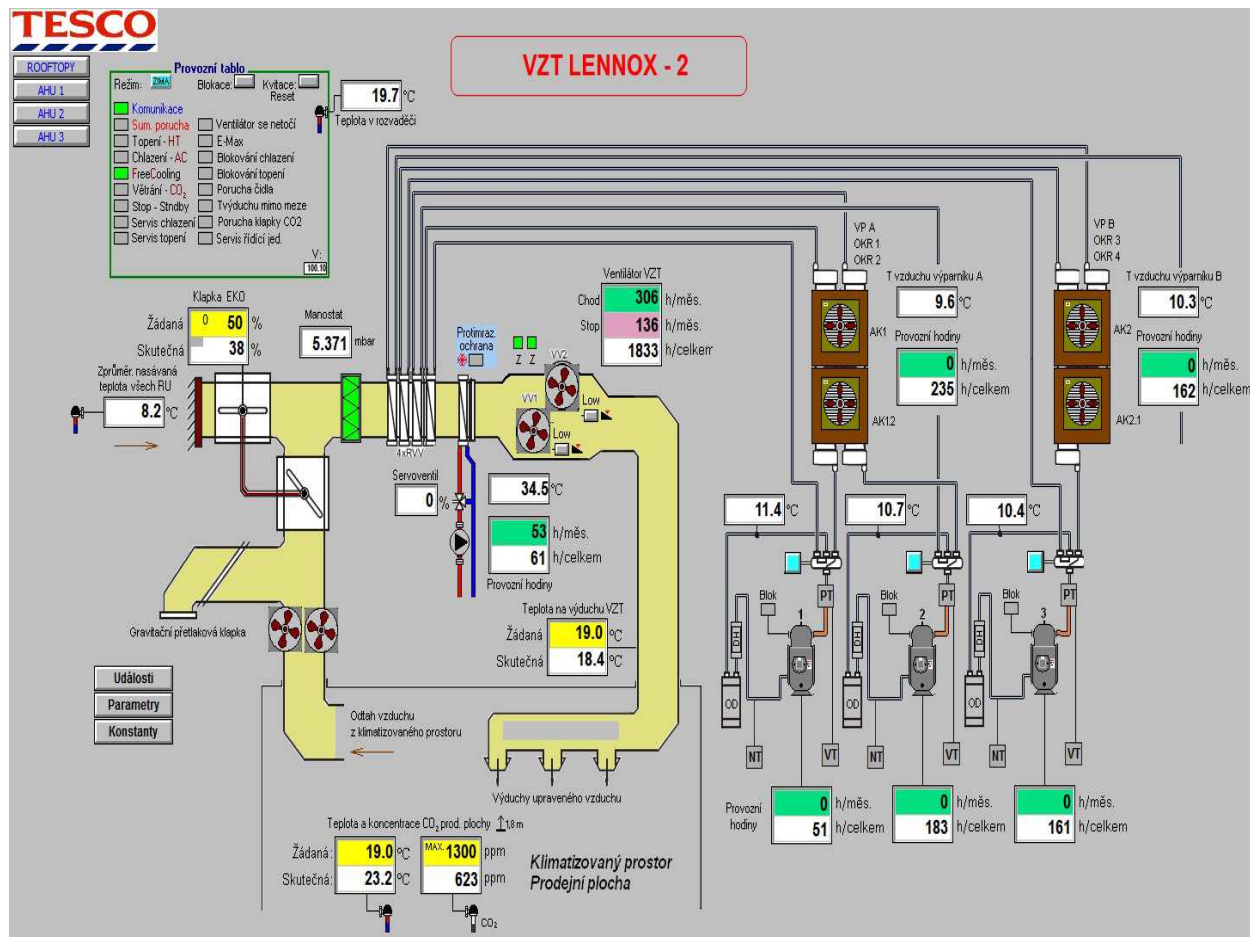 TESCO
VZT LENNOX - 2
ROOFTOPY
AHU 1
AHU 2
AHU 3
Provozní tablo
Režim: ZIMA Blokace: Kvitace:
Reset
Komunikace
Sum. porucha Ventilátor se netočí
Topení - HT E-Max
Chlazení - AC Blokování chlazení
FreeCooling Blokování topení
Větrání - CO₂ Porucha čidla
Stop - Stndby Tvýduchu mimo meze
Servis chlazení Porucha klapky CO2
Servis topení Servis řídící jed.
V:
100.10
19.7 °C
Teplota v rozvaděči
Klapka EKO
Žádaná 0 50 %
Skutečná 38 %
Manostat
5.371 mbar
Zprůměr. nasávaná
teplota všech RU
8.2 °C
Protimraz.
ochrana
Z Z
Ventilátor VZT
Chod 306 h/měs.
Stop 136 h/měs.
1833 h/celkem
VV2
VV1
Low
Low
4xRVV
Servoventil
0 %
34.5 °C
53 h/měs.
61 h/celkem
Provozní hodiny
Teplota na výduchu VZT
Žádaná 19.0 °C
Skutečná 18.4 °C
Gravitační přetlaková klapka
Události
Parametry
Konstanty
Odtah vzduchu
z klimatizovaného prostoru
Výduchy upraveného vzduchu
Teplota a koncentrace CO₂ prod. plochy 1,8 m
Žádaná: 19.0 °C MAX. 1300 ppm
Skutečná: 23.2 °C 623 ppm
CO₂
Klimatizovaný prostor
Prodejní plocha
VP A
OKR 1
OKR 2
AK1
AK1.2
T vzduchu výparníku A
9.6 °C
Provozní hodiny
0 h/měs.
235 h/celkem
VP B
OKR 3
OKR 4
AK2
AK2.1
T vzduchu výparníku B
10.3 °C
Provozní hodiny
0 h/měs.
162 h/celkem
11.4 °C
10.7 °C
10.4 °C
Blok 1 PT
Blok 2 PT
Blok 3 PT
DH DH DH
OD OD OD
NT VT NT VT NT VT
Provozní
hodiny
0 h/měs.
51 h/celkem
0 h/měs.
183 h/celkem
0 h/měs.
161 h/celkem